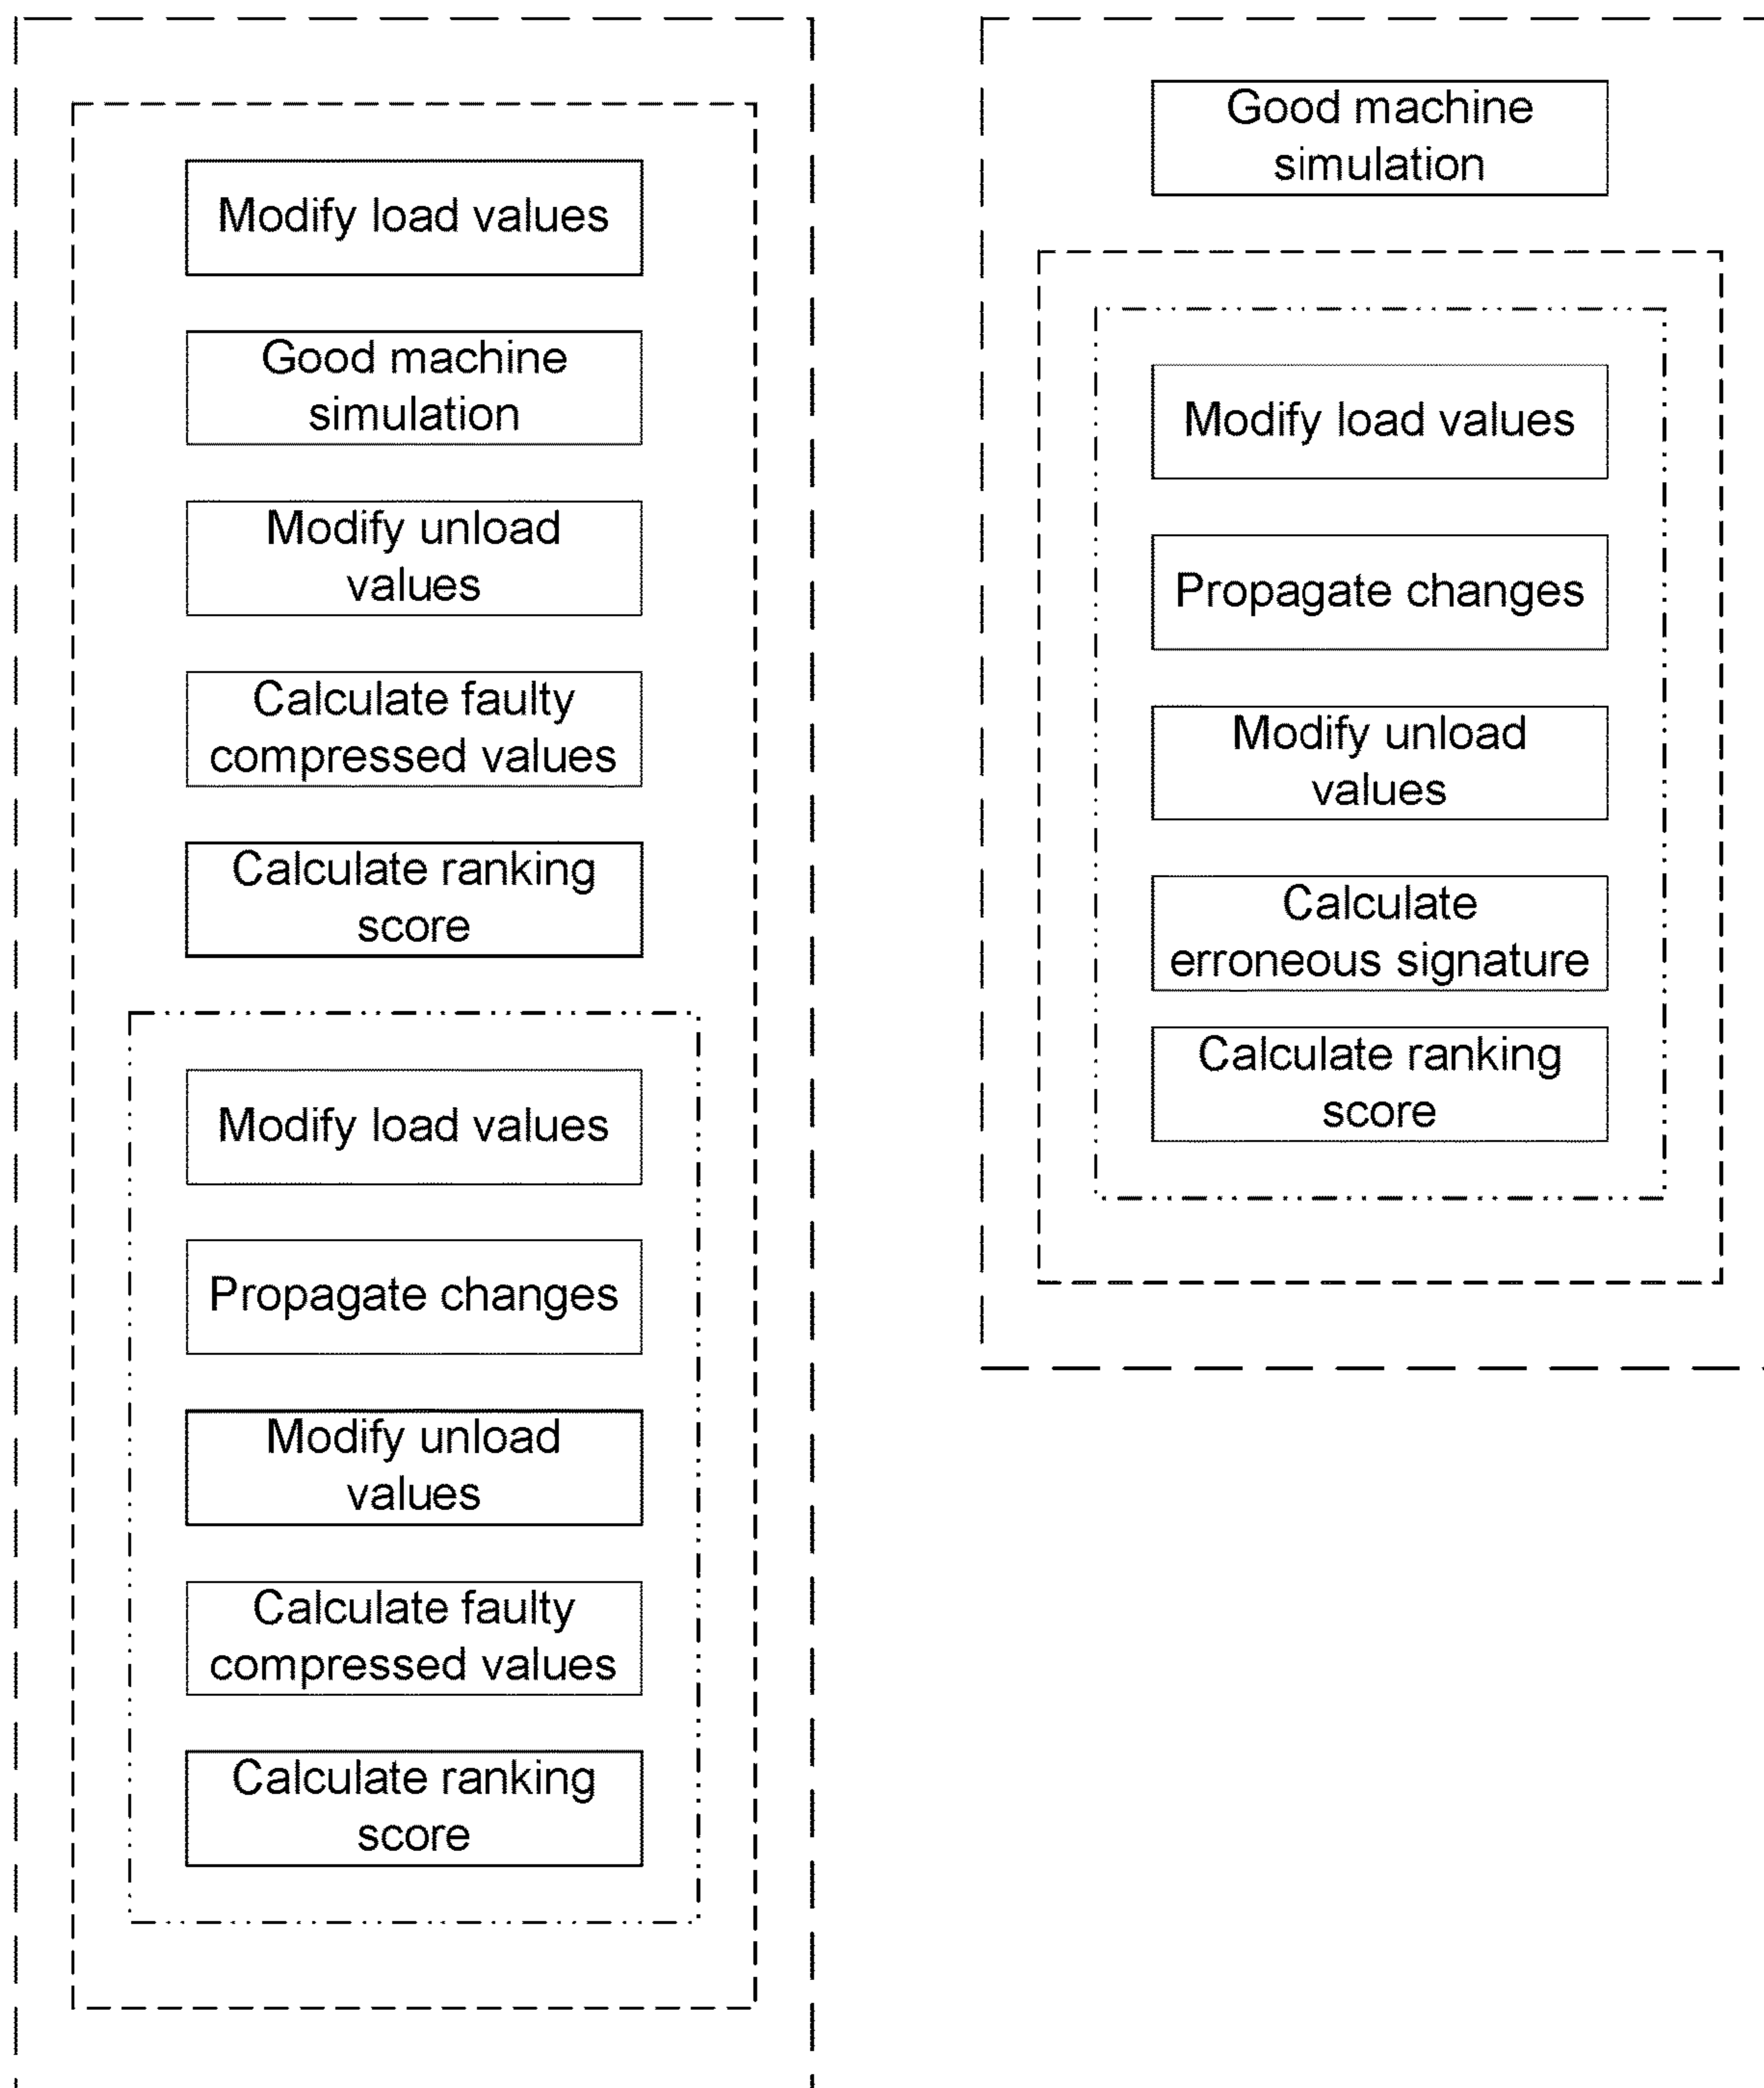 Modify load values
Good machine
simulation
Modify unload
values
Calculate faulty
compressed values
Calculate ranking
score
Modify load values
Propagate changes
Modify unload
values
Calculate faulty
compressed values
Calculate ranking
score
Good machine
simulation
Modify load values
Propagate changes
Modify unload
values
Calculate
erroneous signature
Calculate ranking
score